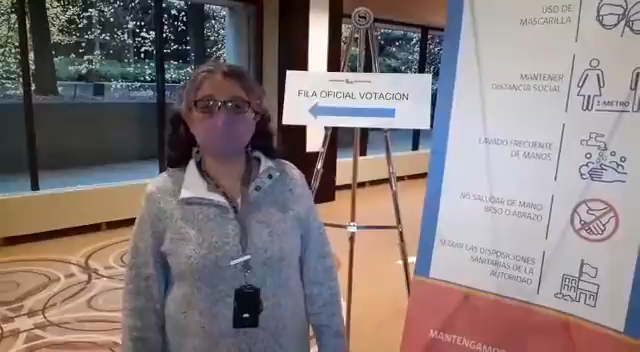 FILA OFICIAL VOTACIÓN
USO DE
MASCARILLA
MANTENER
DISTANCIA SOCIAL
1 METRO
LAVADO FRECUENTE
DE MANOS
NO SALUDAR DE MANO
BESO O ABRAZO
SEGUIR LAS DISPOSICIONES
SANITARIAS DE LA
AUTORIDAD